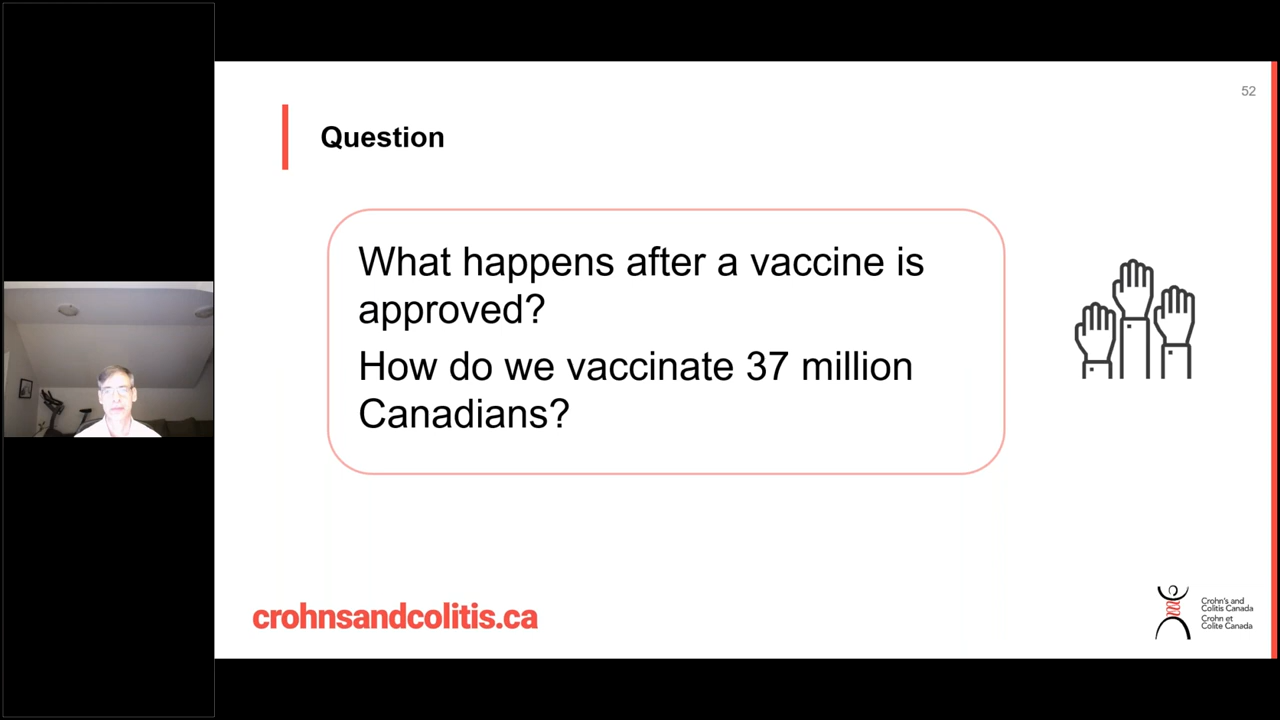 52
Question
What happens after a vaccine is
approved?
How do we vaccinate 37 million
Canadians?
crohnsandcolitis.ca
Crohn's and
Colitis Canada
Crohn et
Colite Canada